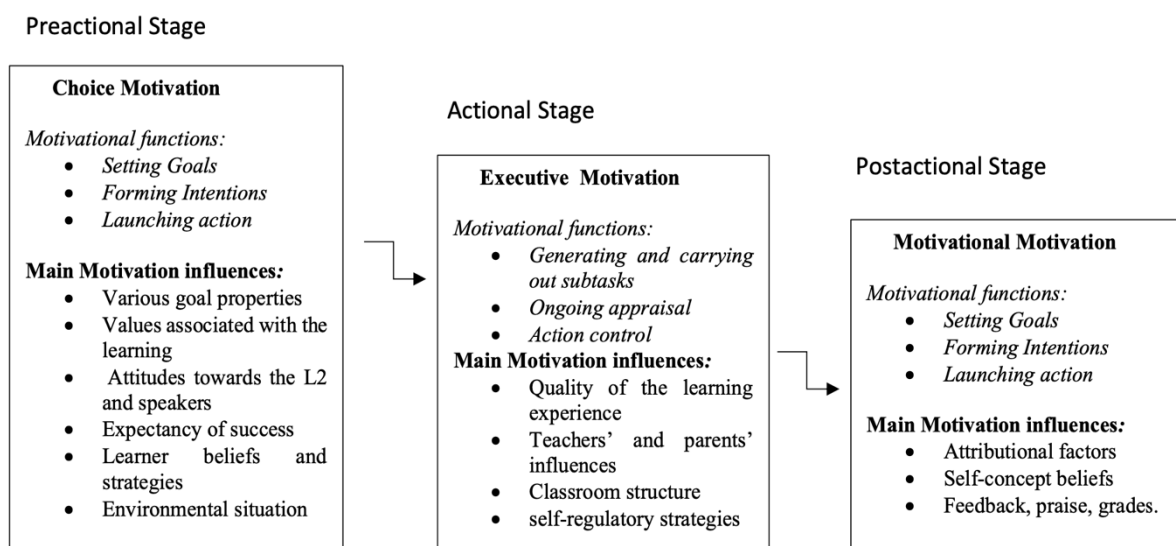 Preactional Stage
Choice Motivation
Motivational functions:
• Setting Goals
• Forming Intentions
• Launching action
Main Motivation influences:
• Various goal properties
• Values associated with the
learning
• Attitudes towards the L2
and speakers
• Expectancy of success
• Learner beliefs and
strategies
• Environmental situation
Actional Stage
Executive Motivation
Motivational functions:
• Generating and carrying
out subtasks
• Ongoing appraisal
• Action control
Main Motivation influences:
• Quality of the learning
experience
• Teachers’ and parents’
influences
• Classroom structure
• self-regulatory strategies
Postactional Stage
Motivational Motivation
Motivational functions:
• Setting Goals
• Forming Intentions
• Launching action
Main Motivation influences:
• Attributional factors
• Self-concept beliefs
• Feedback, praise, grades.